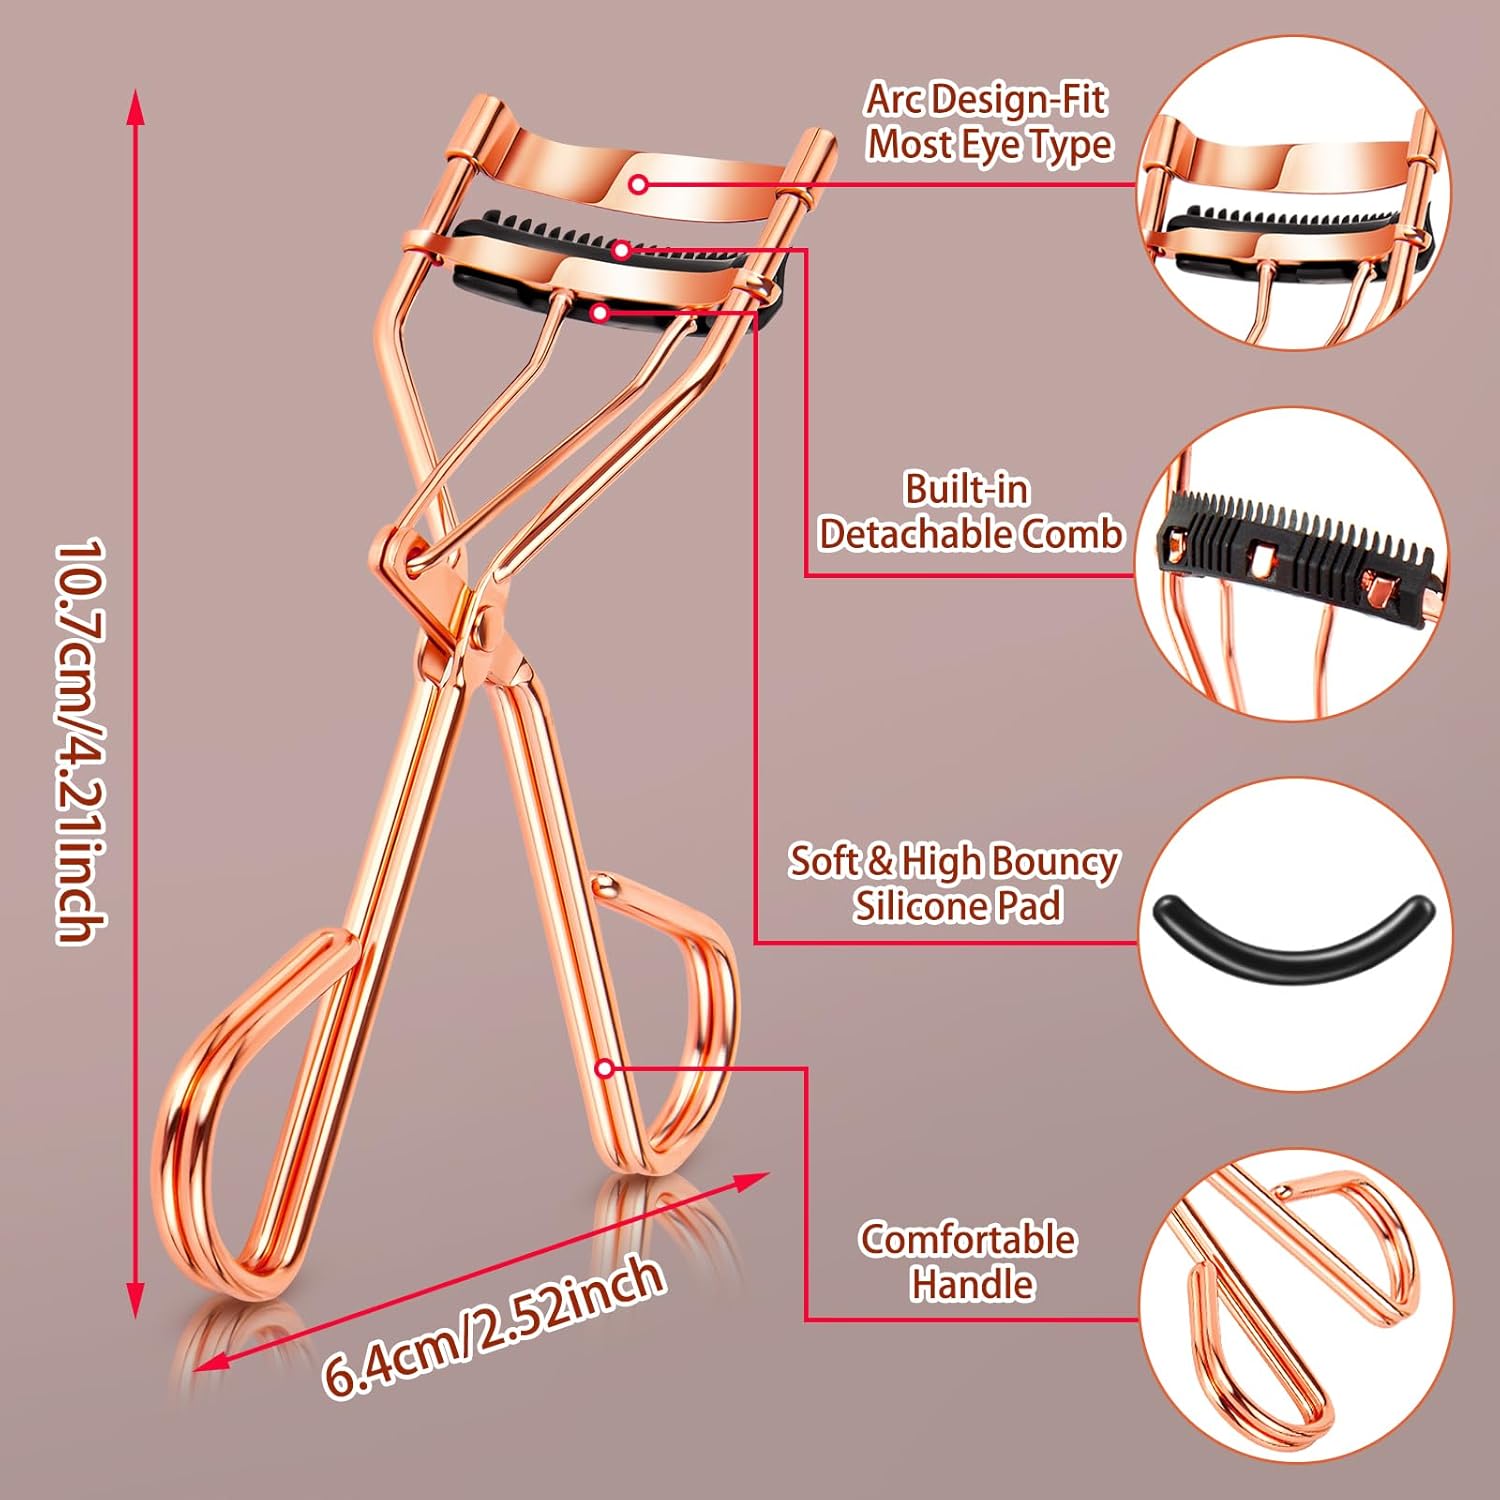 Arc Design-Fit
Most Eye Type
Built-in
Detachable Comb
Soft & High Bouncy
Silicone Pad
Comfortable
Handle
10.7cm/4.21inch
6.4cm/2.52inch